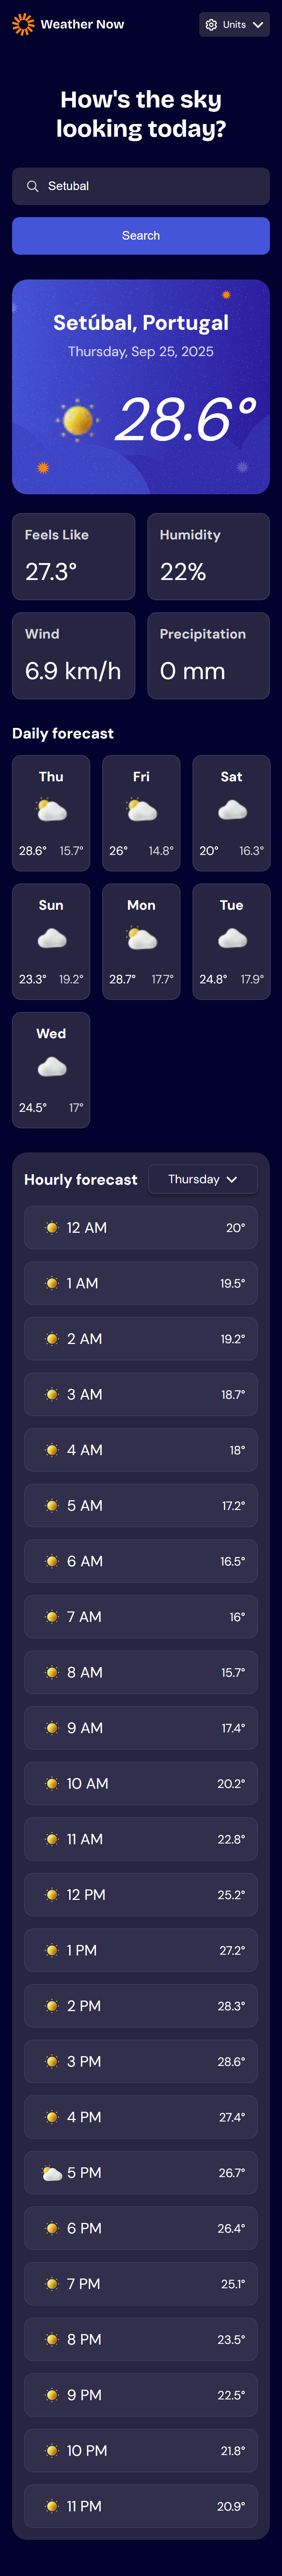 Weather Now
Units
How's the sky
looking today?
Setubal
Search
Setúbal, Portugal
Thursday, Sep 25, 2025
28.6°
Feels Like
27.3°
Humidity
22%
Wind
6.9 km/h
Precipitation
0 mm
Daily forecast
Thu
28.6° 15.7°
Fri
26° 14.8°
Sat
20° 16.3°
Sun
23.3° 19.2°
Mon
28.7° 17.7°
Tue
24.8° 17.9°
Wed
24.5° 17°
Hourly forecast
Thursday
12 AM 20°
1 AM 19.5°
2 AM 19.2°
3 AM 18.7°
4 AM 18°
5 AM 17.2°
6 AM 16.5°
7 AM 16°
8 AM 15.7°
9 AM 17.4°
10 AM 20.2°
11 AM 22.8°
12 PM 25.2°
1 PM 27.2°
2 PM 28.3°
3 PM 28.6°
4 PM 27.4°
5 PM 26.7°
6 PM 26.4°
7 PM 25.1°
8 PM 23.5°
9 PM 22.5°
10 PM 21.8°
11 PM 20.9°